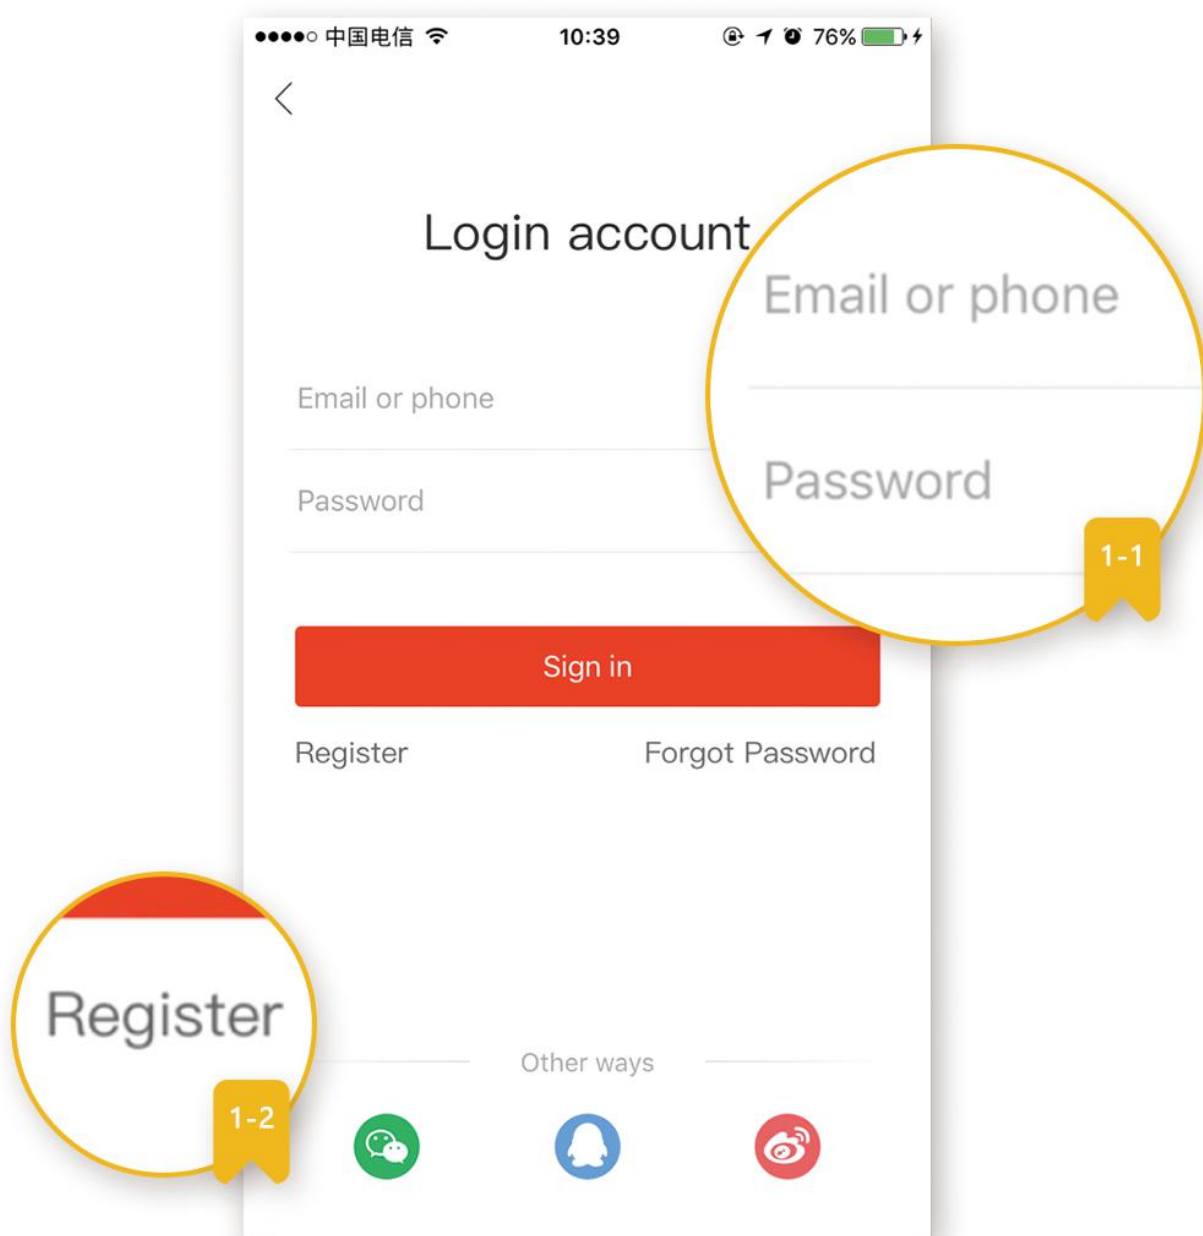 中国电信 10:39 76%
Login account
Email or phone
Email or phone
Password
Password
1-1
Sign in
Register Forgot Password
Register
Other ways
1-2